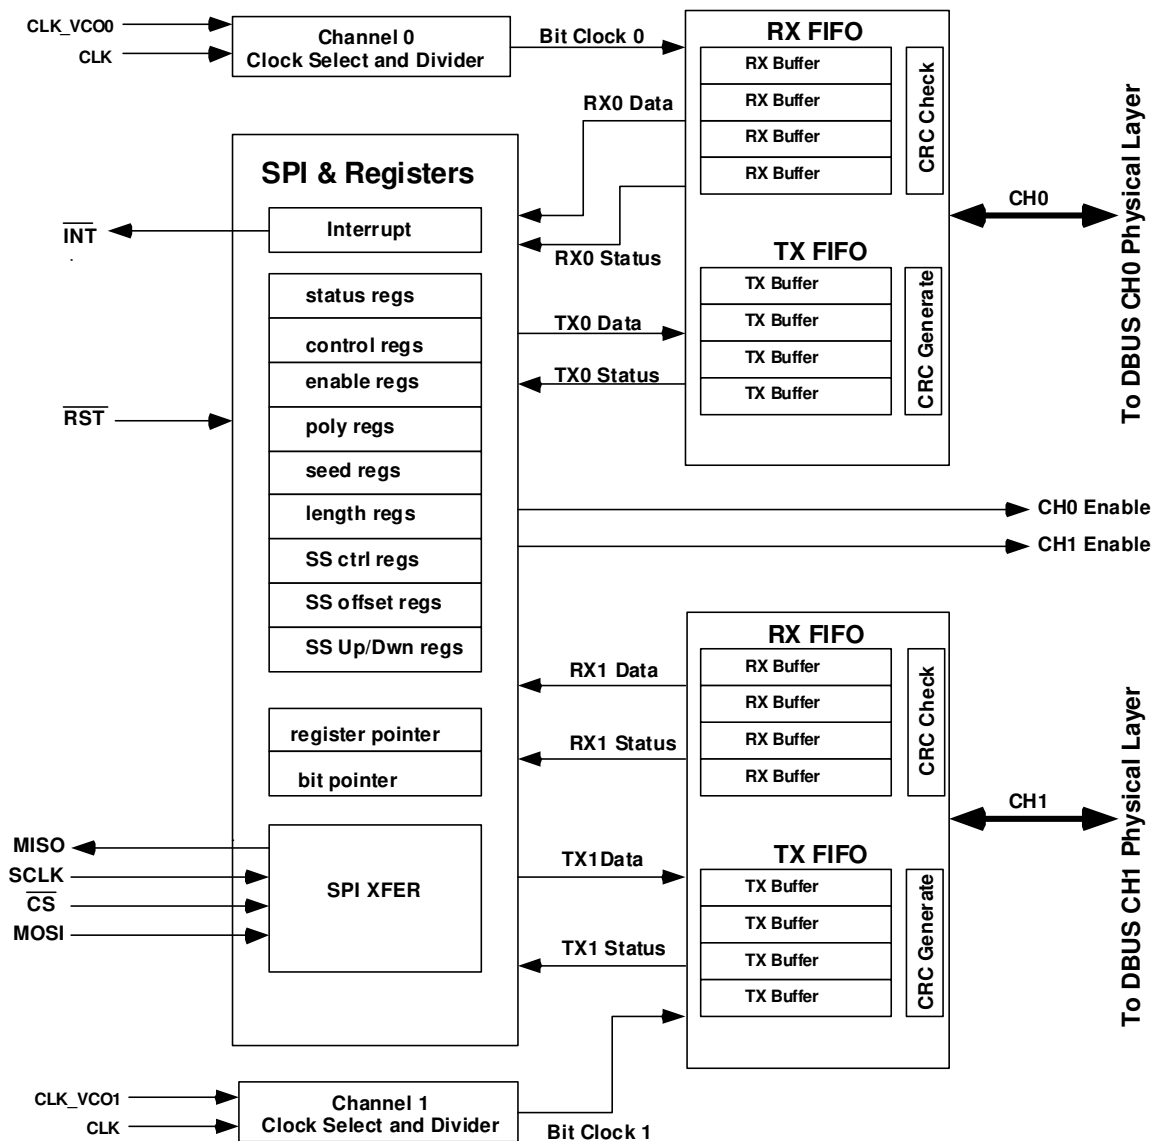 CLK_VCO0
CLK
Channel 0
Clock Select and Divider
Bit Clock 0
RX FIFO
RX Buffer
RX Buffer
RX Buffer
RX Buffer
CRC Check
RX0 Data
RX0 Status
TX FIFO
TX Buffer
TX Buffer
TX Buffer
TX Buffer
CRC Generate
TX0 Data
TX0 Status
CH0
To DBUS CH0 Physical Layer
SPI & Registers
Interrupt
INT
status regs
control regs
enable regs
poly regs
seed regs
length regs
SS ctrl regs
SS offset regs
SS Up/Dwn regs
RST
CH0 Enable
CH1 Enable
register pointer
bit pointer
SPI XFER
MISO
SCLK
CS
MOSI
RX FIFO
RX Buffer
RX Buffer
RX Buffer
RX Buffer
CRC Check
RX1 Data
RX1 Status
TX FIFO
TX Buffer
TX Buffer
TX Buffer
TX Buffer
CRC Generate
TX1Data
TX1 Status
CH1
To DBUS CH1 Physical Layer
CLK_VCO1
CLK
Channel 1
Clock Select and Divider
Bit Clock 1